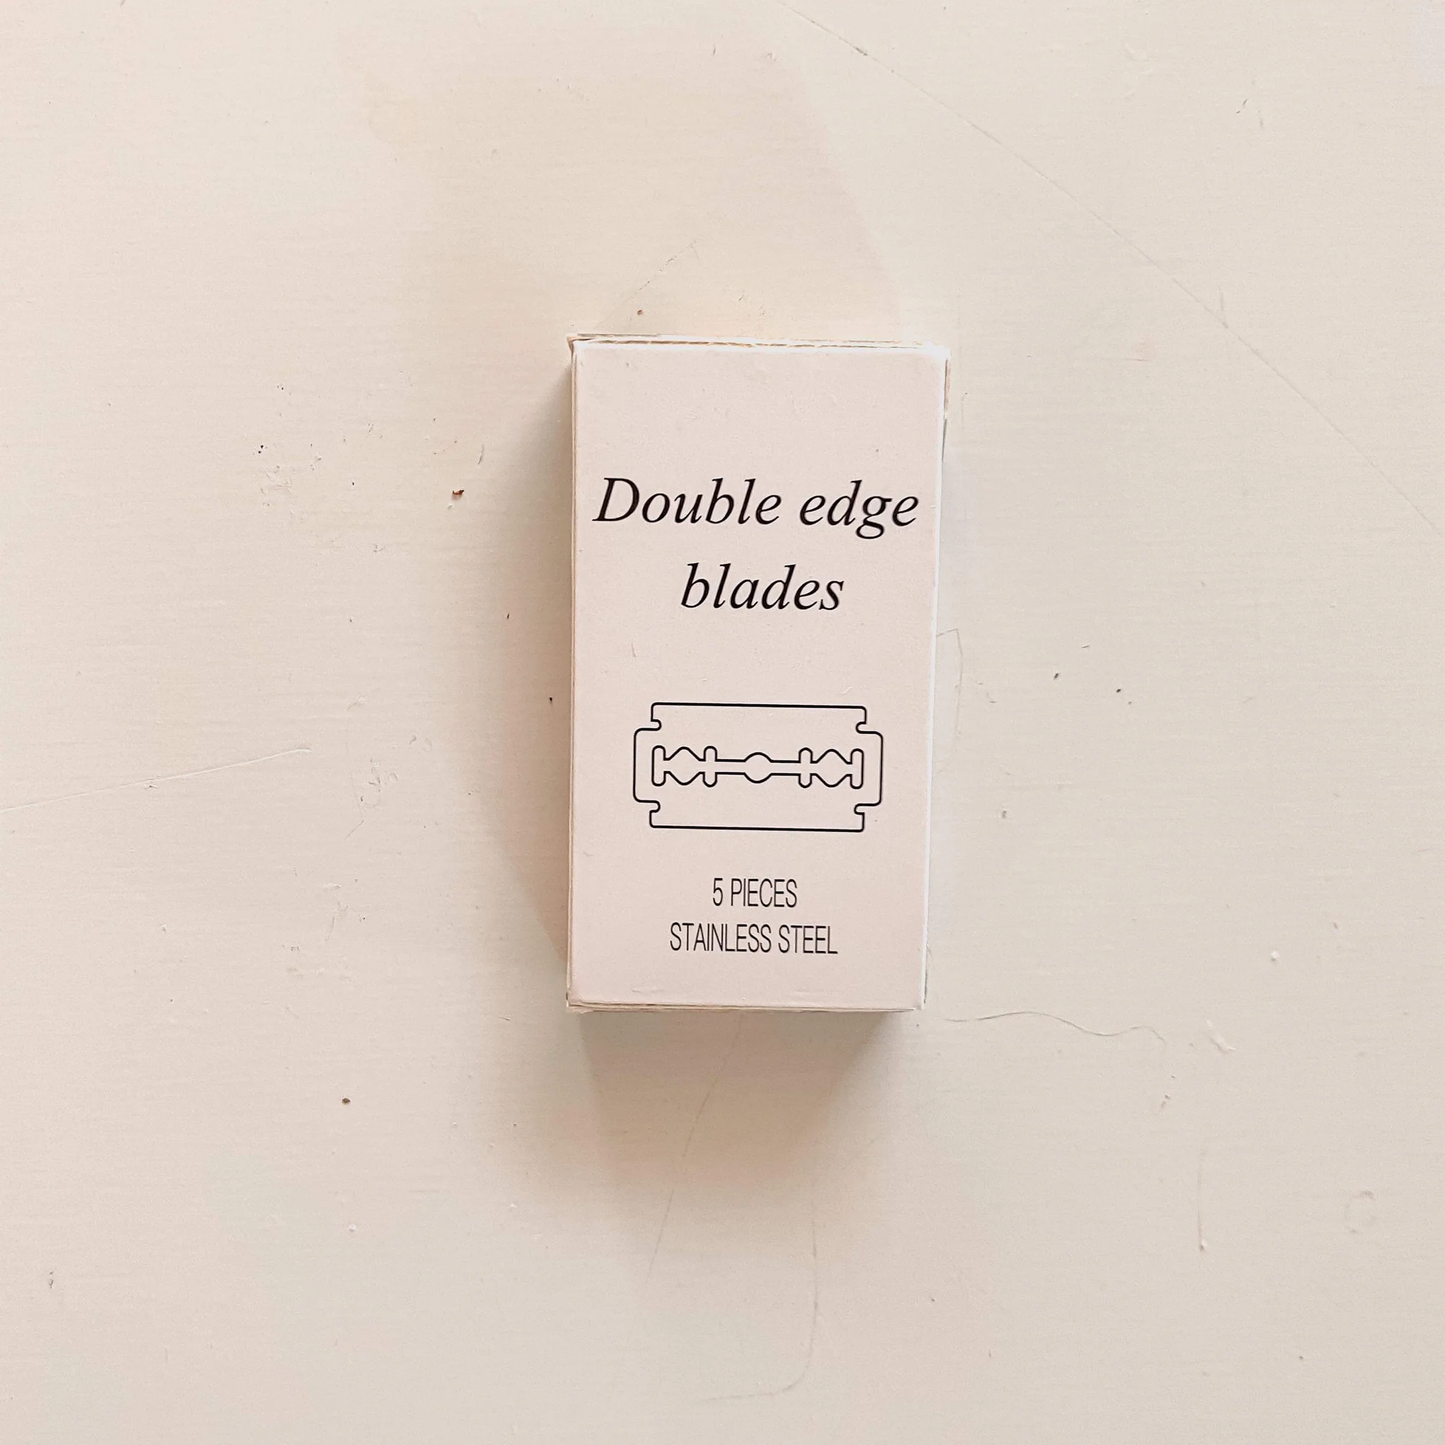 Double edge
blades
5 PIECES
STAINLESS STEEL